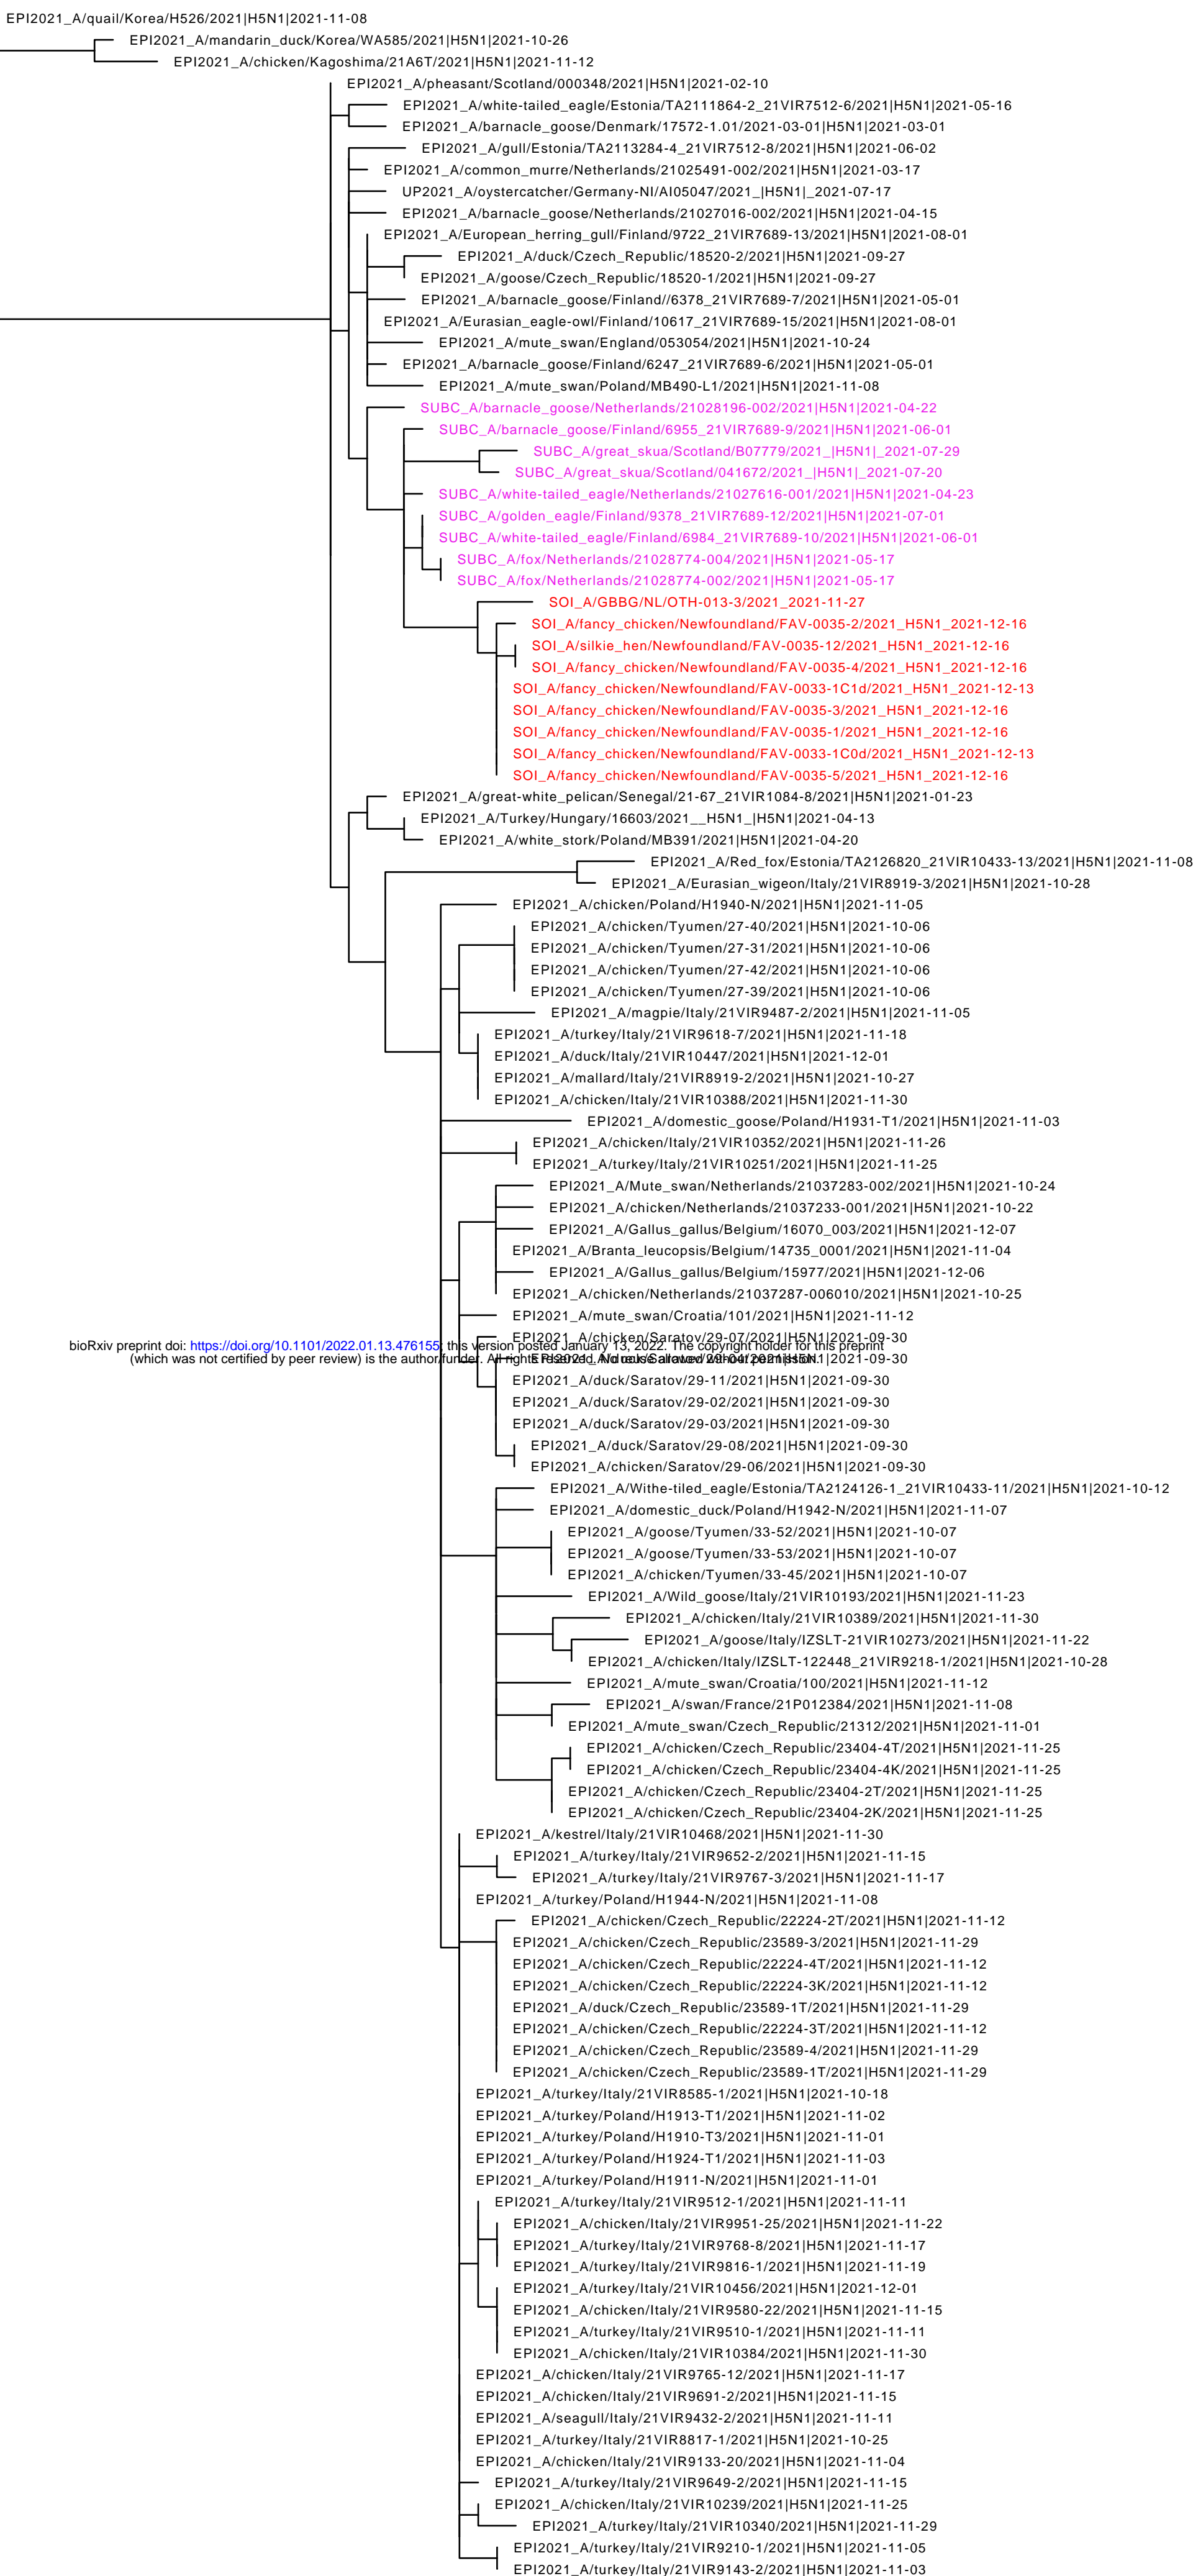 EPI2021_A/quail/Korea/H526/2021|H5N1|2021-11-08
EPI2021_A/mandarin_duck/Korea/WA585/2021|H5N1|2021-10-26
EPI2021_A/chicken/Kagoshima/21A6T/2021|H5N1|2021-11-12
EPI2021_A/pheasant/Scotland/000348/2021|H5N1|2021-02-10
EPI2021_A/white-tailed_eagle/Estonia/TA2111864-2_21VIR7512-6/2021|H5N1|2021-05-16
EPI2021_A/barnacle_goose/Denmark/17572-1.01/2021-03-01|H5N1|2021-03-01
EPI2021_A/gull/Estonia/TA2113284-4_21VIR7512-8/2021|H5N1|2021-06-02
EPI2021_A/common_murre/Netherlands/21025491-002/2021|H5N1|2021-03-17
UP2021_A/oystercatcher/Germany-NI/AI05047/2021_|H5N1|_2021-07-17
EPI2021_A/barnacle_goose/Netherlands/21027016-002/2021|H5N1|2021-04-15
EPI2021_A/European_herring_gull/Finland/9722_21VIR7689-13/2021|H5N1|2021-08-01
EPI2021_A/duck/Czech_Republic/18520-2/2021|H5N1|2021-09-27
EPI2021_A/goose/Czech_Republic/18520-1/2021|H5N1|2021-09-27
EPI2021_A/barnacle_goose/Finland//6378_21VIR7689-7/2021|H5N1|2021-05-01
EPI2021_A/Eurasian_eagle-owl/Finland/10617_21VIR7689-15/2021|H5N1|2021-08-01
EPI2021_A/mute_swan/England/053054/2021|H5N1|2021-10-24
EPI2021_A/barnacle_goose/Finland/6247_21VIR7689-6/2021|H5N1|2021-05-01
EPI2021_A/mute_swan/Poland/MB490-L1/2021|H5N1|2021-11-08
SUBC_A/barnacle_goose/Netherlands/21028196-002/2021|H5N1|2021-04-22
SUBC_A/barnacle_goose/Finland/6955_21VIR7689-9/2021|H5N1|2021-06-01
SUBC_A/great_skua/Scotland/B07779/2021_|H5N1|_2021-07-29
SUBC_A/great_skua/Scotland/041672/2021_|H5N1|_2021-07-20
SUBC_A/white-tailed_eagle/Netherlands/21027616-001/2021|H5N1|2021-04-23
SUBC_A/golden_eagle/Finland/9378_21VIR7689-12/2021|H5N1|2021-07-01
SUBC_A/white-tailed_eagle/Finland/6984_21VIR7689-10/2021|H5N1|2021-06-01
SUBC_A/fox/Netherlands/21028774-004/2021|H5N1|2021-05-17
SUBC_A/fox/Netherlands/21028774-002/2021|H5N1|2021-05-17
SOI_A/GBBG/NL/OTH-013-3/2021_2021-11-27
SOI_A/fancy_chicken/Newfoundland/FAV-0035-2/2021_H5N1_2021-12-16
SOI_A/silkie_hen/Newfoundland/FAV-0035-12/2021_H5N1_2021-12-16
SOI_A/fancy_chicken/Newfoundland/FAV-0035-4/2021_H5N1_2021-12-16
SOI_A/fancy_chicken/Newfoundland/FAV-0033-1C1d/2021_H5N1_2021-12-13
SOI_A/fancy_chicken/Newfoundland/FAV-0035-3/2021_H5N1_2021-12-16
SOI_A/fancy_chicken/Newfoundland/FAV-0035-1/2021_H5N1_2021-12-16
SOI_A/fancy_chicken/Newfoundland/FAV-0033-1C0d/2021_H5N1_2021-12-13
SOI_A/fancy_chicken/Newfoundland/FAV-0035-5/2021_H5N1_2021-12-16
EPI2021_A/great-white_pelican/Senegal/21-67_21VIR1084-8/2021|H5N1|2021-01-23
EPI2021_A/Turkey/Hungary/16603/2021__H5N1_|H5N1|2021-04-13
EPI2021_A/white_stork/Poland/MB391/2021|H5N1|2021-04-20
EPI2021_A/Red_fox/Estonia/TA2126820_21VIR10433-13/2021|H5N1|2021-11-08
EPI2021_A/Eurasian_wigeon/Italy/21VIR8919-3/2021|H5N1|2021-10-28
EPI2021_A/chicken/Poland/H1940-N/2021|H5N1|2021-11-05
EPI2021_A/chicken/Tyumen/27-40/2021|H5N1|2021-10-06
EPI2021_A/chicken/Tyumen/27-31/2021|H5N1|2021-10-06
EPI2021_A/chicken/Tyumen/27-42/2021|H5N1|2021-10-06
EPI2021_A/chicken/Tyumen/27-39/2021|H5N1|2021-10-06
EPI2021_A/magpie/Italy/21VIR9487-2/2021|H5N1|2021-11-05
EPI2021_A/turkey/Italy/21VIR9618-7/2021|H5N1|2021-11-18
EPI2021_A/duck/Italy/21VIR10447/2021|H5N1|2021-12-01
EPI2021_A/mallard/Italy/21VIR8919-2/2021|H5N1|2021-10-27
EPI2021_A/chicken/Italy/21VIR10388/2021|H5N1|2021-11-30
EPI2021_A/domestic_goose/Poland/H1931-T1/2021|H5N1|2021-11-03
EPI2021_A/chicken/Italy/21VIR10352/2021|H5N1|2021-11-26
EPI2021_A/turkey/Italy/21VIR10251/2021|H5N1|2021-11-25
EPI2021_A/Mute_swan/Netherlands/21037283-002/2021|H5N1|2021-10-24
EPI2021_A/chicken/Netherlands/21037233-001/2021|H5N1|2021-10-22
EPI2021_A/Gallus_gallus/Belgium/16070_003/2021|H5N1|2021-12-07
EPI2021_A/Branta_leucopsis/Belgium/14735_0001/2021|H5N1|2021-11-04
EPI2021_A/Gallus_gallus/Belgium/15977/2021|H5N1|2021-12-06
EPI2021_A/chicken/Netherlands/21037287-006010/2021|H5N1|2021-10-25
EPI2021_A/mute_swan/Croatia/101/2021|H5N1|2021-11-12
EPI2021_A/chicken/Saratov/29-07/2021|H5N1|2021-09-30
bioRxiv preprint doi: https://doi.org/10.1101/2022.01.13.476155; this version posted January 13, 2022. The copyright holder for this preprint
(which was not certified by peer review) is the author/funder. All rights reserved. No reuse allowed without permission.
EPI2021_A/duck/Saratov/29-04/2021|H5N1|2021-09-30
EPI2021_A/duck/Saratov/29-11/2021|H5N1|2021-09-30
EPI2021_A/duck/Saratov/29-02/2021|H5N1|2021-09-30
EPI2021_A/duck/Saratov/29-03/2021|H5N1|2021-09-30
EPI2021_A/duck/Saratov/29-08/2021|H5N1|2021-09-30
EPI2021_A/chicken/Saratov/29-06/2021|H5N1|2021-09-30
EPI2021_A/Withe-tiled_eagle/Estonia/TA2124126-1_21VIR10433-11/2021|H5N1|2021-10-12
EPI2021_A/domestic_duck/Poland/H1942-N/2021|H5N1|2021-11-07
EPI2021_A/goose/Tyumen/33-52/2021|H5N1|2021-10-07
EPI2021_A/goose/Tyumen/33-53/2021|H5N1|2021-10-07
EPI2021_A/chicken/Tyumen/33-45/2021|H5N1|2021-10-07
EPI2021_A/Wild_goose/Italy/21VIR10193/2021|H5N1|2021-11-23
EPI2021_A/chicken/Italy/21VIR10389/2021|H5N1|2021-11-30
EPI2021_A/goose/Italy/IZSLT-21VIR10273/2021|H5N1|2021-11-22
EPI2021_A/chicken/Italy/IZSLT-122448_21VIR9218-1/2021|H5N1|2021-10-28
EPI2021_A/mute_swan/Croatia/100/2021|H5N1|2021-11-12
EPI2021_A/swan/France/21P012384/2021|H5N1|2021-11-08
EPI2021_A/mute_swan/Czech_Republic/21312/2021|H5N1|2021-11-01
EPI2021_A/chicken/Czech_Republic/23404-4T/2021|H5N1|2021-11-25
EPI2021_A/chicken/Czech_Republic/23404-4K/2021|H5N1|2021-11-25
EPI2021_A/chicken/Czech_Republic/23404-2T/2021|H5N1|2021-11-25
EPI2021_A/chicken/Czech_Republic/23404-2K/2021|H5N1|2021-11-25
EPI2021_A/kestrel/Italy/21VIR10468/2021|H5N1|2021-11-30
EPI2021_A/turkey/Italy/21VIR9652-2/2021|H5N1|2021-11-15
EPI2021_A/turkey/Italy/21VIR9767-3/2021|H5N1|2021-11-17
EPI2021_A/turkey/Poland/H1944-N/2021|H5N1|2021-11-08
EPI2021_A/chicken/Czech_Republic/22224-2T/2021|H5N1|2021-11-12
EPI2021_A/chicken/Czech_Republic/23589-3/2021|H5N1|2021-11-29
EPI2021_A/chicken/Czech_Republic/22224-4T/2021|H5N1|2021-11-12
EPI2021_A/chicken/Czech_Republic/22224-3K/2021|H5N1|2021-11-12
EPI2021_A/duck/Czech_Republic/23589-1T/2021|H5N1|2021-11-29
EPI2021_A/chicken/Czech_Republic/22224-3T/2021|H5N1|2021-11-12
EPI2021_A/chicken/Czech_Republic/23589-4/2021|H5N1|2021-11-29
EPI2021_A/chicken/Czech_Republic/23589-1T/2021|H5N1|2021-11-29
EPI2021_A/turkey/Italy/21VIR8585-1/2021|H5N1|2021-10-18
EPI2021_A/turkey/Poland/H1913-T1/2021|H5N1|2021-11-02
EPI2021_A/turkey/Poland/H1910-T3/2021|H5N1|2021-11-01
EPI2021_A/turkey/Poland/H1924-T1/2021|H5N1|2021-11-03
EPI2021_A/turkey/Poland/H1911-N/2021|H5N1|2021-11-01
EPI2021_A/turkey/Italy/21VIR9512-1/2021|H5N1|2021-11-11
EPI2021_A/chicken/Italy/21VIR9951-25/2021|H5N1|2021-11-22
EPI2021_A/turkey/Italy/21VIR9768-8/2021|H5N1|2021-11-17
EPI2021_A/turkey/Italy/21VIR9816-1/2021|H5N1|2021-11-19
EPI2021_A/turkey/Italy/21VIR10456/2021|H5N1|2021-12-01
EPI2021_A/chicken/Italy/21VIR9580-22/2021|H5N1|2021-11-15
EPI2021_A/turkey/Italy/21VIR9510-1/2021|H5N1|2021-11-11
EPI2021_A/chicken/Italy/21VIR10384/2021|H5N1|2021-11-30
EPI2021_A/chicken/Italy/21VIR9765-12/2021|H5N1|2021-11-17
EPI2021_A/chicken/Italy/21VIR9691-2/2021|H5N1|2021-11-15
EPI2021_A/seagull/Italy/21VIR9432-2/2021|H5N1|2021-11-11
EPI2021_A/turkey/Italy/21VIR8817-1/2021|H5N1|2021-10-25
EPI2021_A/chicken/Italy/21VIR9133-20/2021|H5N1|2021-11-04
EPI2021_A/turkey/Italy/21VIR9649-2/2021|H5N1|2021-11-15
EPI2021_A/chicken/Italy/21VIR10239/2021|H5N1|2021-11-25
EPI2021_A/turkey/Italy/21VIR10340/2021|H5N1|2021-11-29
EPI2021_A/turkey/Italy/21VIR9210-1/2021|H5N1|2021-11-05
EPI2021_A/turkey/Italy/21VIR9143-2/2021|H5N1|2021-11-03